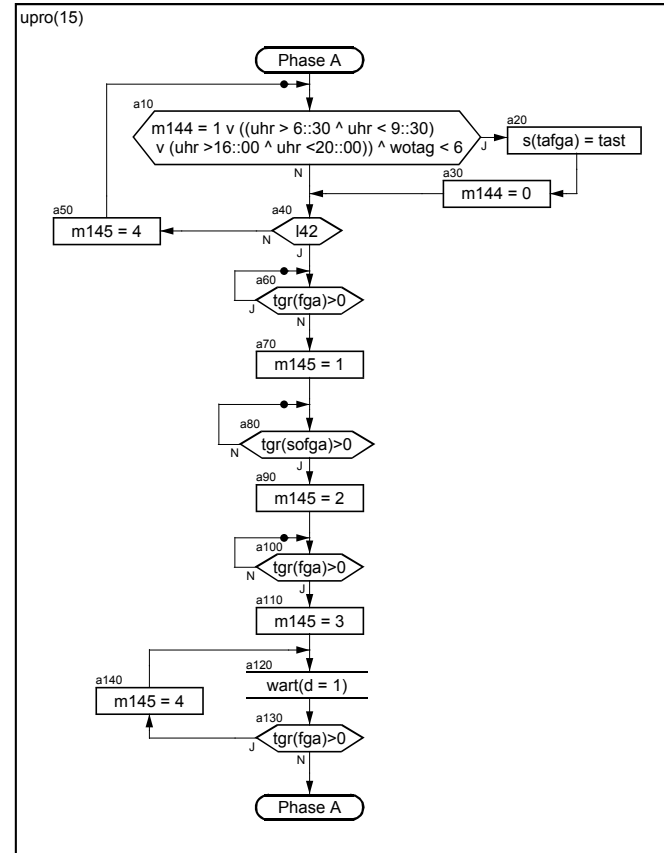 upro(15)
Phase A
a10
m144 = 1 v ((uhr > 6::30 ^ uhr < 9::30)
v (uhr >16::00 ^ uhr <20::00)) ^ wotag < 6
J
N
a20
s(tafga) = tast
a30
m144 = 0
a40
l42
N
J
a50
m145 = 4
a60
tgr(fga)>0
J
N
a70
m145 = 1
a80
tgr(sofga)>0
N
J
a90
m145 = 2
a100
tgr(fga)>0
N
J
a110
m145 = 3
a120
wart(d = 1)
a140
m145 = 4
a130
tgr(fga)>0
J
N
Phase A